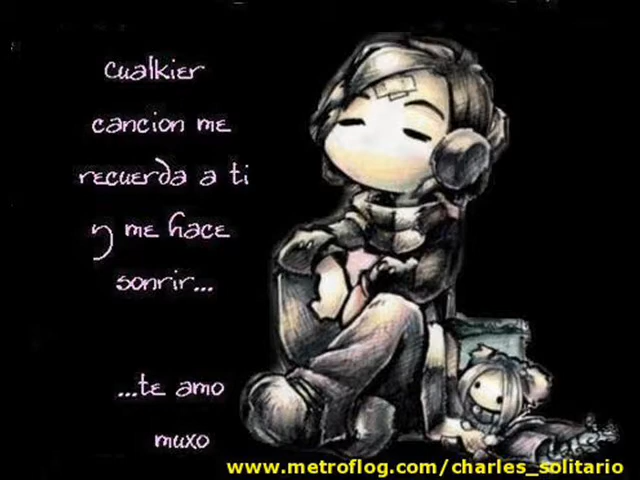 cualkier
cancion me
recuerda a ti
y me hace
sonrir...
...te amo
muxo
www.metroflog.com/charles_solitario